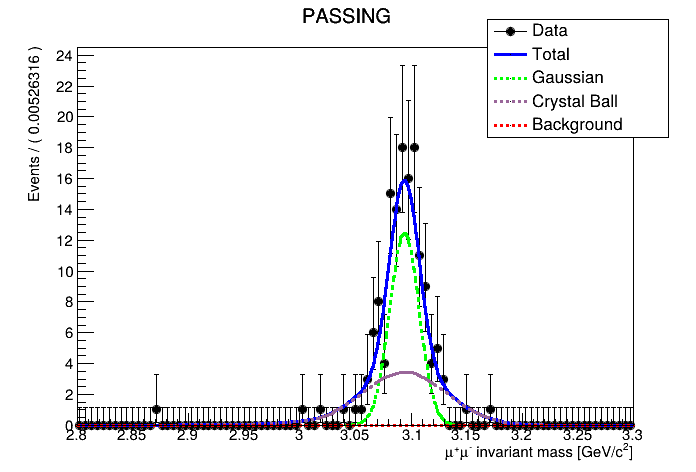 PASSING
Data
Total
Gaussian
Crystal Ball
Background
Events / ( 0.00526316 )
24
22
20
18
16
14
12
10
8
6
4
2
0
2.8 2.85 2.9 2.95 3 3.05 3.1 3.15 3.2 3.25 3.3
μ⁺μ⁻ invariant mass [GeV/c²]